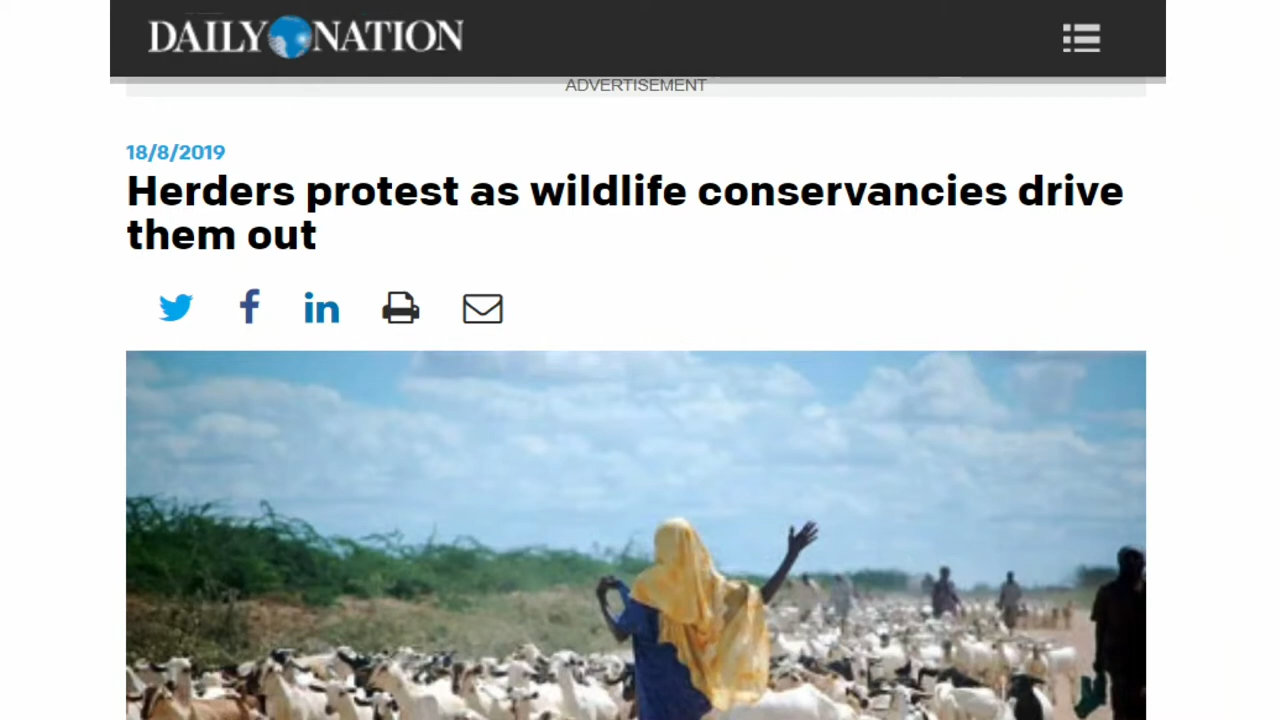 DAILY NATION
ADVERTISEMENT
18/8/2019
Herders protest as wildlife conservancies drive
them out